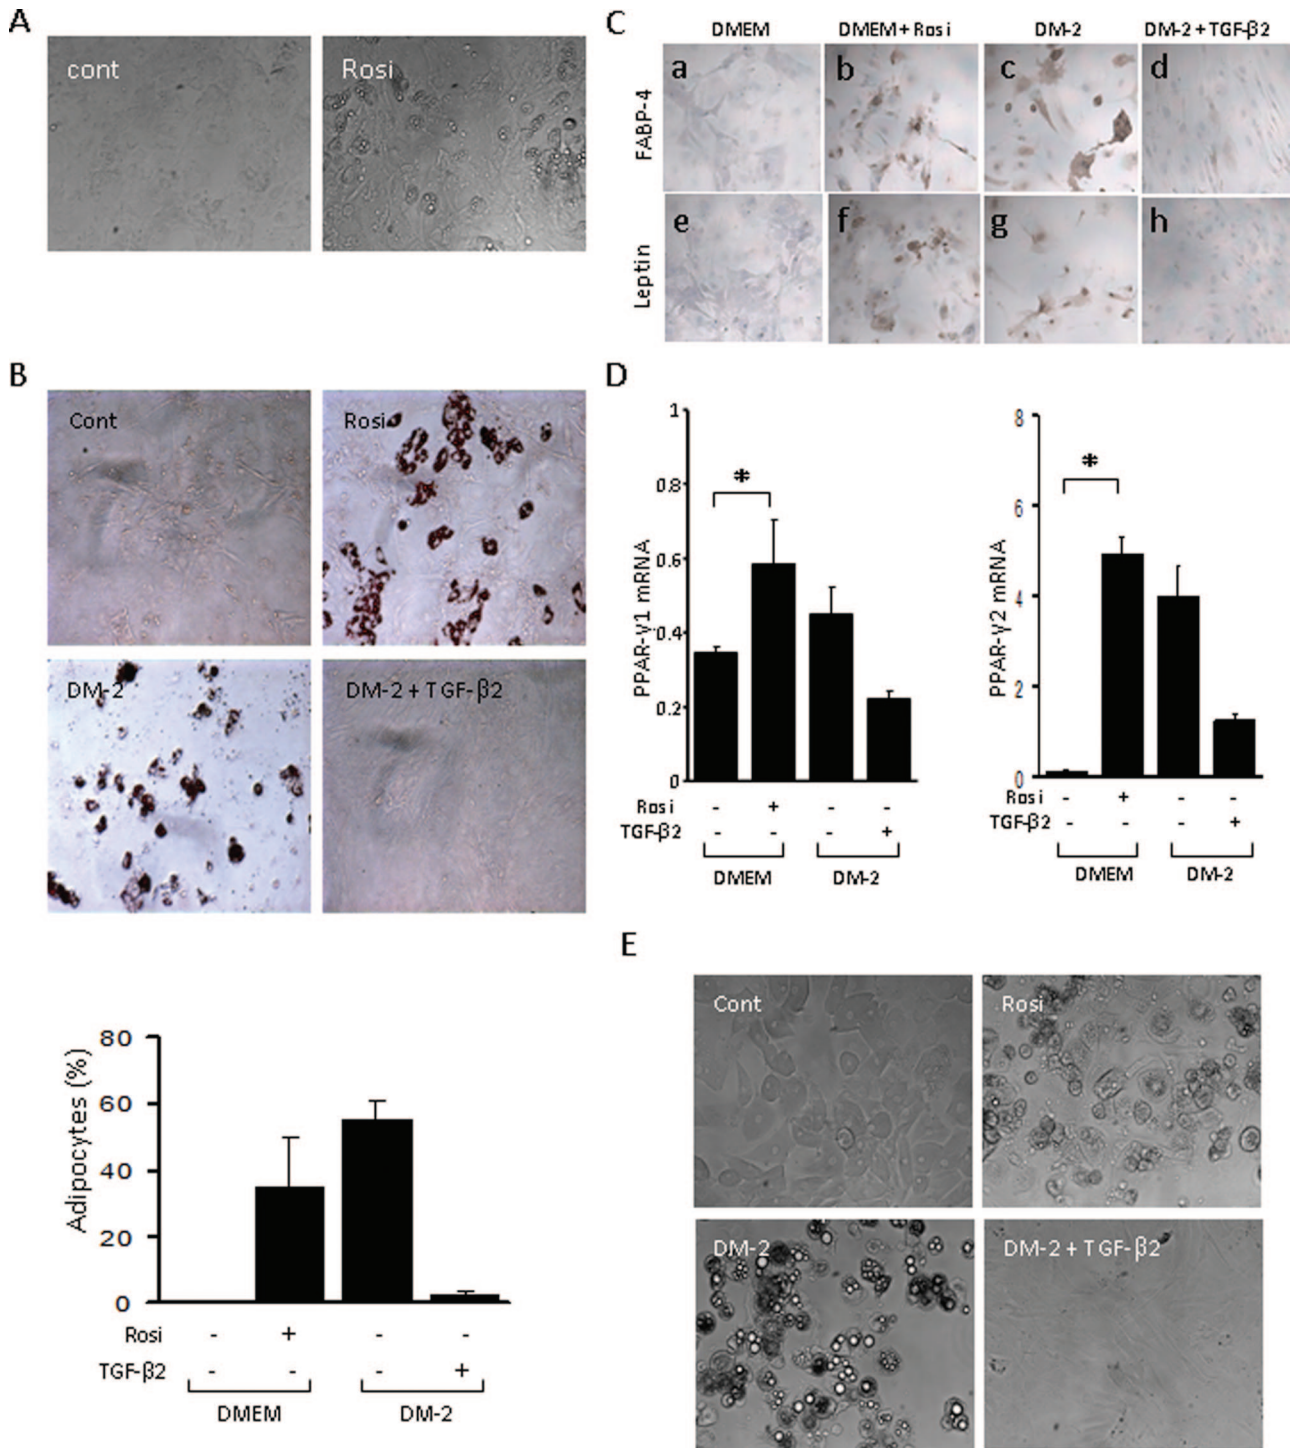 A
cont
Rosi
B
Cont
Rosi
DM-2
DM-2 + TGF-β2
Adipocytes (%)
80
60
40
20
0
Rosi - + - -
TGF-β2 - - - +
DMEM DM-2
C
DMEM DMEM + Rosi DM-2 DM-2 + TGF-β2
FABP-4
a b c d
Leptin
e f g h
D
PPAR-γ1 mRNA
1
0.8
0.6
0.4
0.2
0
*
Rosi - + - -
TGF-β2 - - - +
DMEM DM-2
PPAR-γ2 mRNA
8
6
4
2
0
*
Rosi - + - -
TGF-β2 - - - +
DMEM DM-2
E
Cont
Rosi
DM-2
DM-2 + TGF-β2